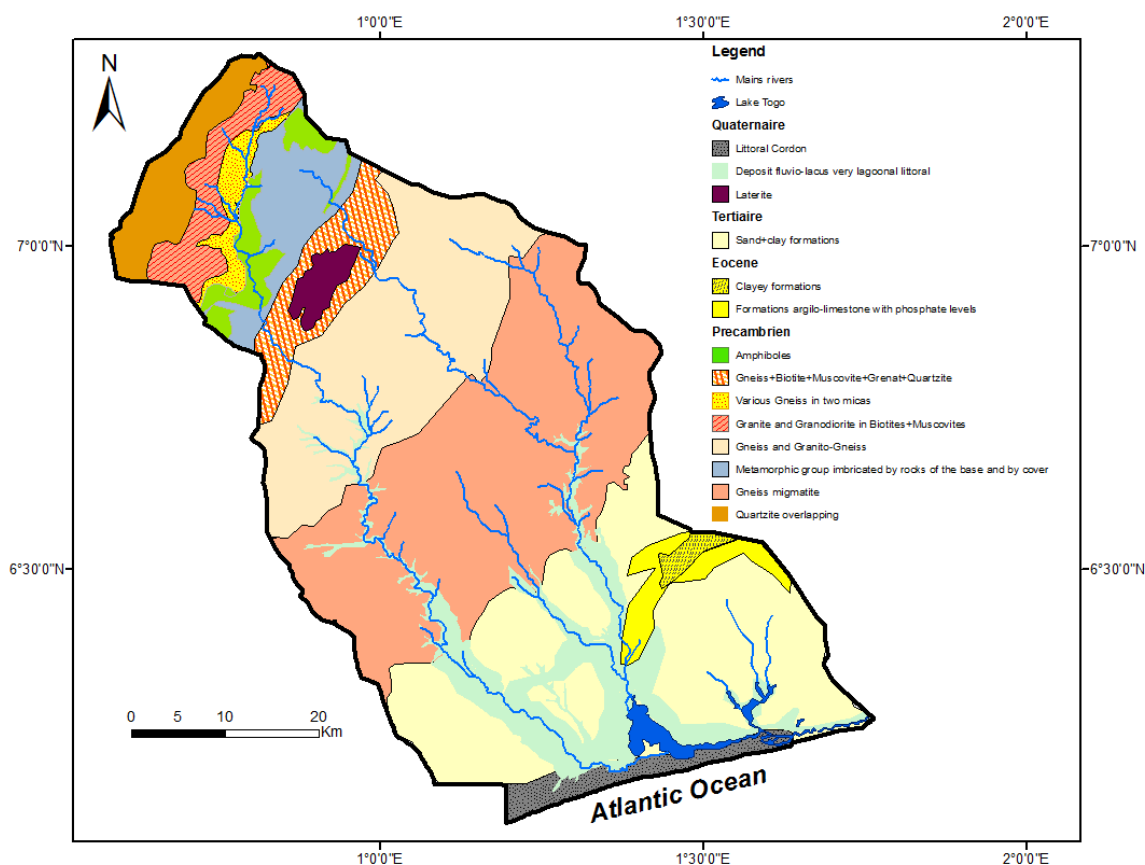 1°0'0"E
1°30'0"E
2°0'0"E
N
Legend
Mains rivers
Lake Togo
Quaternaire
Littoral Cordon
Deposit fluvio-lacus very lagoonal littoral
Laterite
Tertiaire
Sand+clay formations
Eocene
Clayey formations
Formations argilo-limestone with phosphate levels
Precambrien
Amphiboles
Gneiss+Biotite+Muscovite+Grenat+Quartzite
Various Gneiss in two micas
Granite and Granodiorite in Biotites+Muscovites
Gneiss and Granito-Gneiss
Metamorphic group imbricated by rocks of the base and by cover
Gneiss migmatite
Quartzite overlapping
7°0'0"N
7°0'0"N
6°30'0"N
6°30'0"N
0 5 10 20
Km
Atlantic Ocean
1°0'0"E
1°30'0"E
2°0'0"E